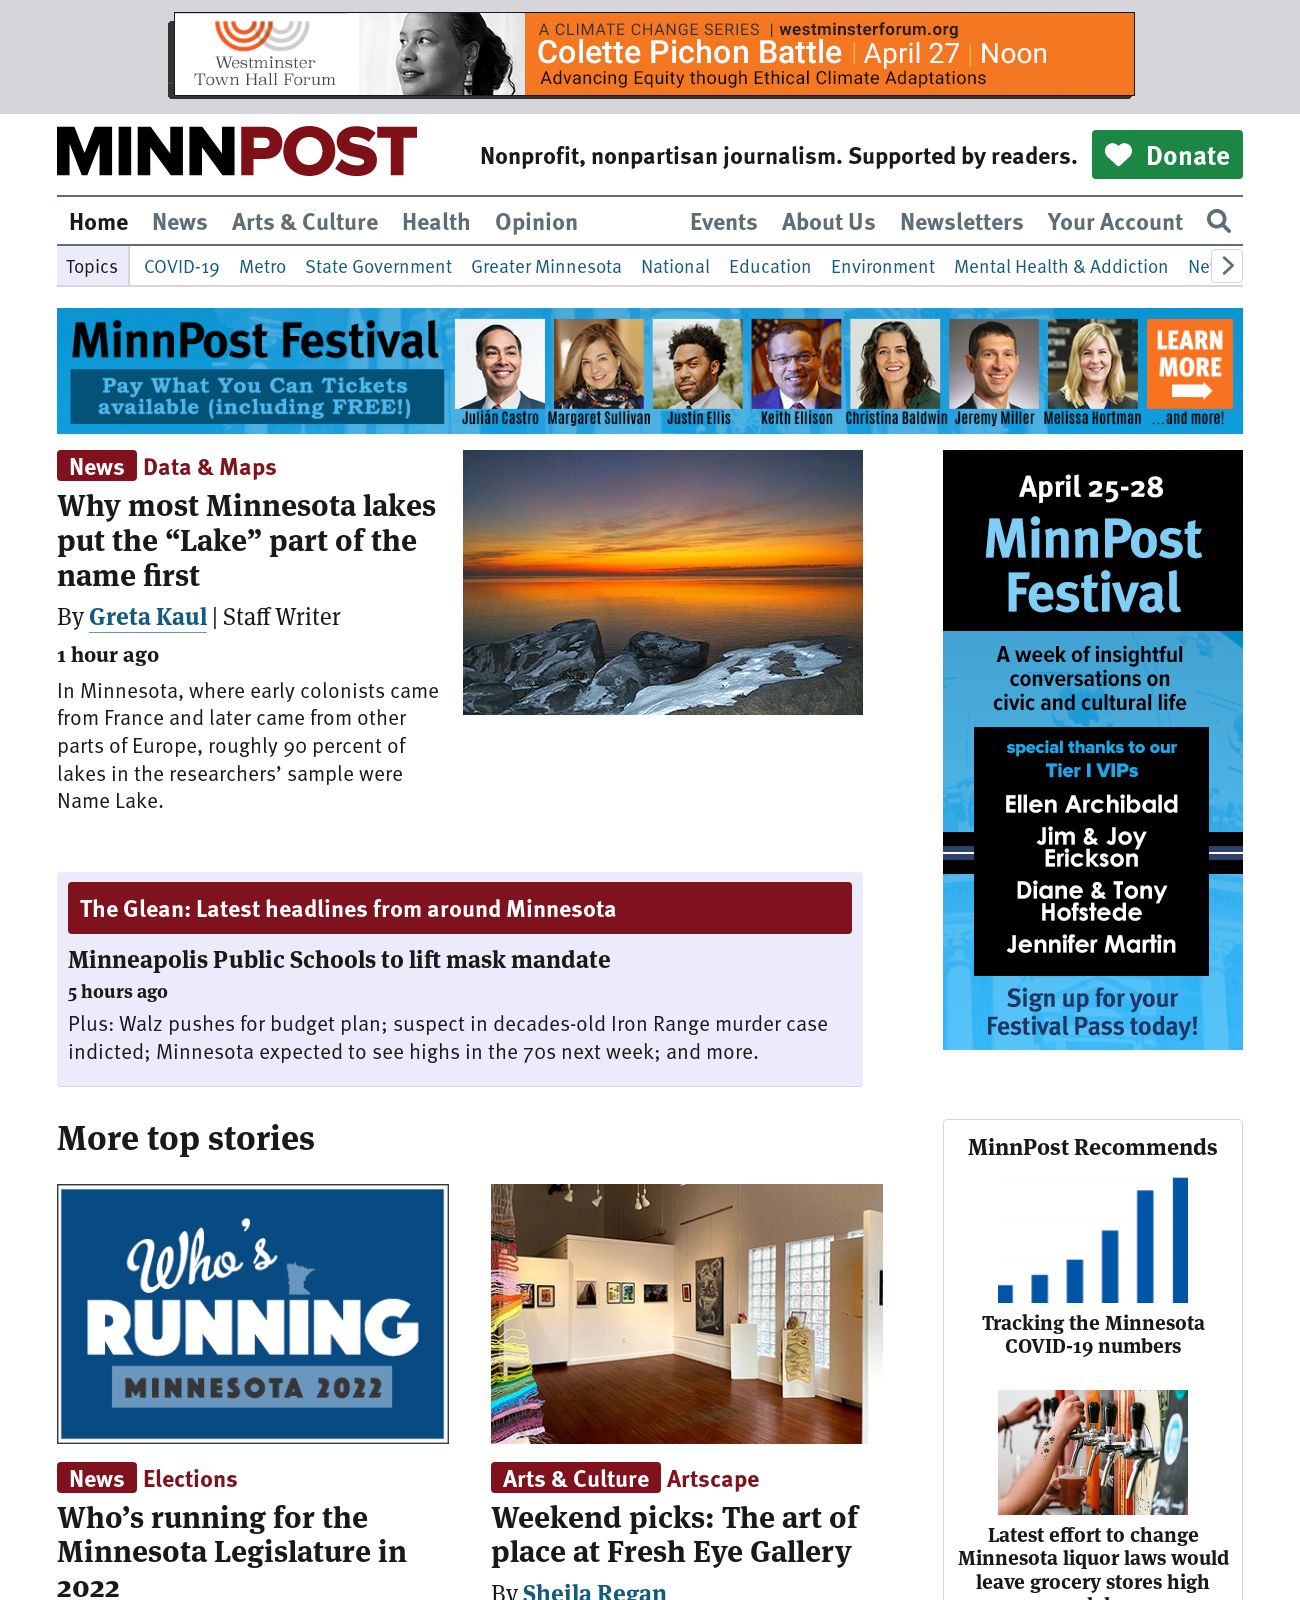 Westminster
Town Hall Forum
A CLIMATE CHANGE SERIES | westminsterforum.org
Colette Pichon Battle | April 27 | Noon
Advancing Equity though Ethical Climate Adaptations
MINNPOST
Nonprofit, nonpartisan journalism. Supported by readers.
Donate
Home News Arts & Culture Health Opinion Events About Us Newsletters Your Account
Topics COVID-19 Metro State Government Greater Minnesota National Education Environment Mental Health & Addiction Ne
MinnPost Festival
Pay What You Can Tickets
available (including FREE!)
Julián Castro Margaret Sullivan Justin Ellis Keith Ellison Christina Baldwin Jeremy Miller Melissa Hortman
LEARN
MORE
...and more!
News Data & Maps
Why most Minnesota lakes
put the “Lake” part of the
name first
By Greta Kaul | Staff Writer
1 hour ago
In Minnesota, where early colonists came
from France and later came from other
parts of Europe, roughly 90 percent of
lakes in the researchers’ sample were
Name Lake.
April 25-28
MinnPost
Festival
A week of insightful
conversations on
civic and cultural life
special thanks to our
Tier I VIPs
Ellen Archibald
Jim & Joy
Erickson
Diane & Tony
Hofstede
Jennifer Martin
Sign up for your
Festival Pass today!
The Glean: Latest headlines from around Minnesota
Minneapolis Public Schools to lift mask mandate
5 hours ago
Plus: Walz pushes for budget plan; suspect in decades-old Iron Range murder case
indicted; Minnesota expected to see highs in the 70s next week; and more.
More top stories
Who’s
RUNNING
MINNESOTA 2022
News Elections
Who’s running for the
Minnesota Legislature in
2022
Arts & Culture Artscape
Weekend picks: The art of
place at Fresh Eye Gallery
By Sheila Regan
MinnPost Recommends
Tracking the Minnesota
COVID-19 numbers
Latest effort to change
Minnesota liquor laws would
leave grocery stores high